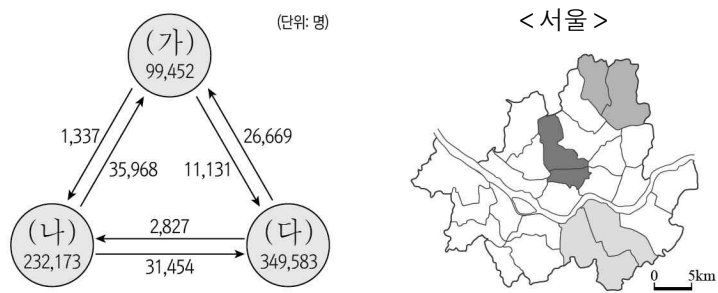 (단위: 명)
(가)
99,452
1,337
35,968
11,131
26,669
(나)
232,173
2,827
31,454
(다)
349,583
< 서울 >
0 5km